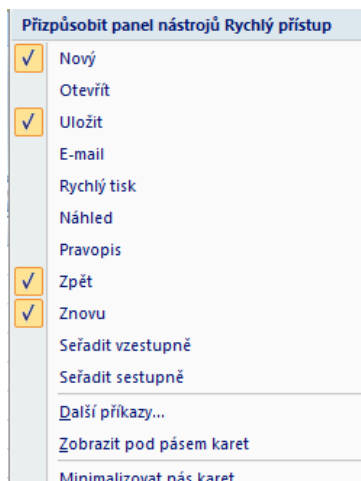 Přizpůsobit panel nástrojů Rychlý přístup
Nový
Otevřít
Uložit
E-mail
Rychlý tisk
Náhled
Pravopis
Zpět
Znovu
Seřadit vzestupně
Seřadit sestupně
Další příkazy...
Zobrazit pod pásem karet
Minimalizovat pás karet